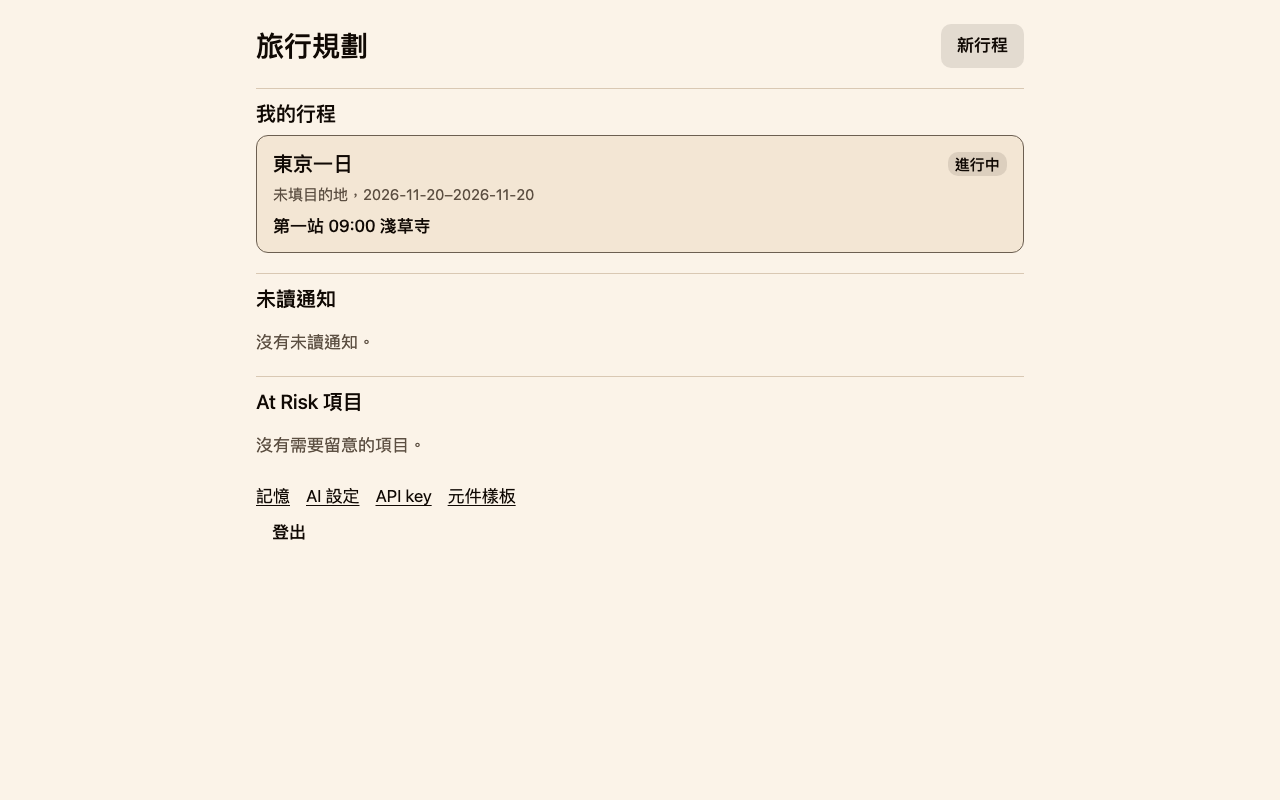 旅行規劃
新行程
我的行程
東京一日
進行中
未填目的地，2026-11-20–2026-11-20
第一站 09:00 淺草寺
未讀通知
沒有未讀通知。
At Risk 項目
沒有需要留意的項目。
記憶 AI 設定 API key 元件樣板
登出